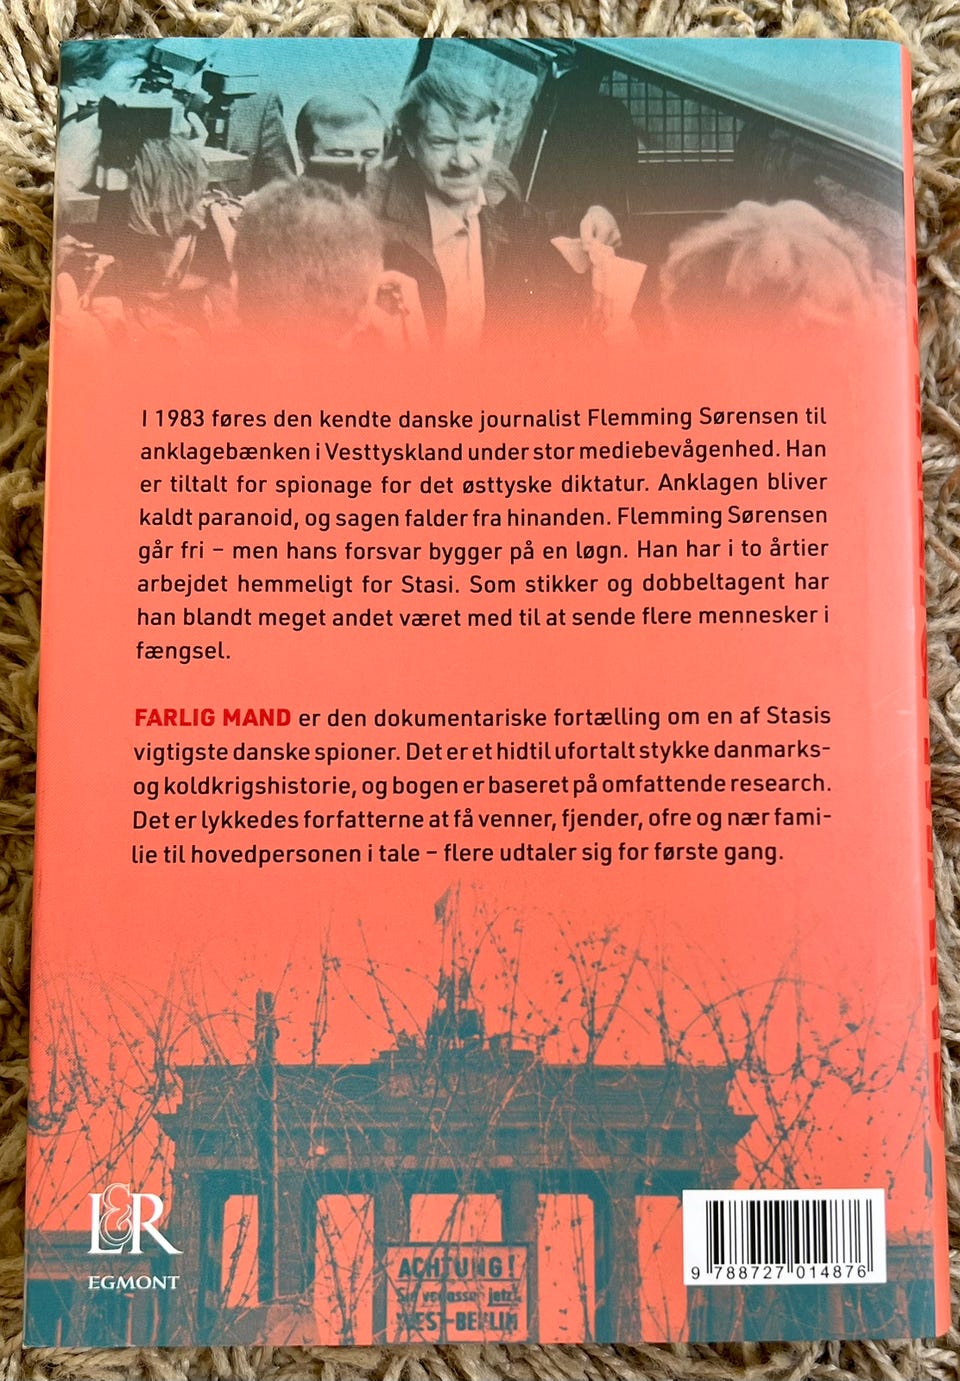 I 1983 føres den kendte danske journalist Flemming Sørensen til
anklagebænken i Vesttyskland under stor mediebevågenhed. Han
er tiltalt for spionage for det østtyske diktatur. Anklagen bliver
kaldt paranoid, og sagen falder fra hinanden. Flemming Sørensen
går fri – men hans forsvar bygger på en løgn. Han har i to årtier
arbejdet hemmeligt for Stasi. Som stikker og dobbeltagent har
han blandt meget andet været med til at sende flere mennesker i
fængsel.
FARLIG MAND er den dokumentariske fortælling om en af Stasis
vigtigste danske spioner. Det er et hidtil ufortalt stykke danmarks-
og koldkrigshistorie, og bogen er baseret på omfattende research.
Det er lykkedes forfatterne at få venner, fjender, ofre og nær fami-
lie til hovedpersonen i tale – flere udtaler sig for første gang.
L&R
EGMONT
ACHTUNG!
Sie verlassen jetzt
WEST-BERLIN
9 788727 014876